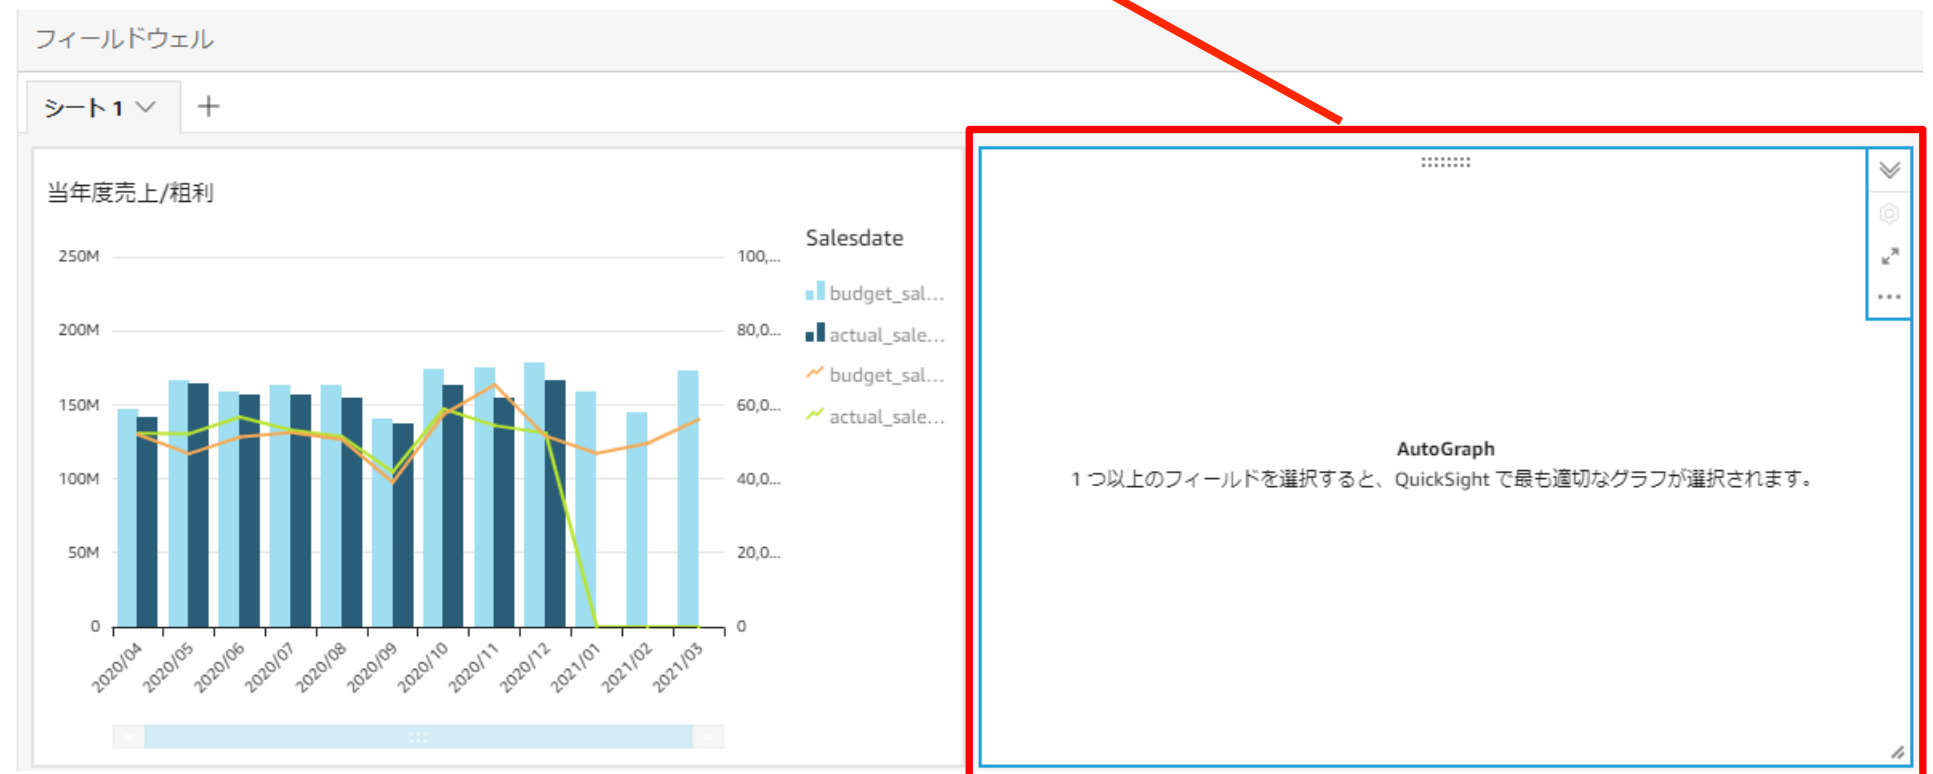 フィールドウェル
シート 1
当年度売上/粗利
Salesdate
250M
200M
150M
100M
50M
0
100,...
80,0...
60,0...
40,0...
20,0...
0
budget_sal...
actual_sale...
budget_sal...
actual_sale...
2020/04
2020/05
2020/06
2020/07
2020/08
2020/09
2020/10
2020/11
2020/12
2021/01
2021/02
2021/03
AutoGraph
1 つ以上のフィールドを選択すると、QuickSight で最も適切なグラフが選択されます。